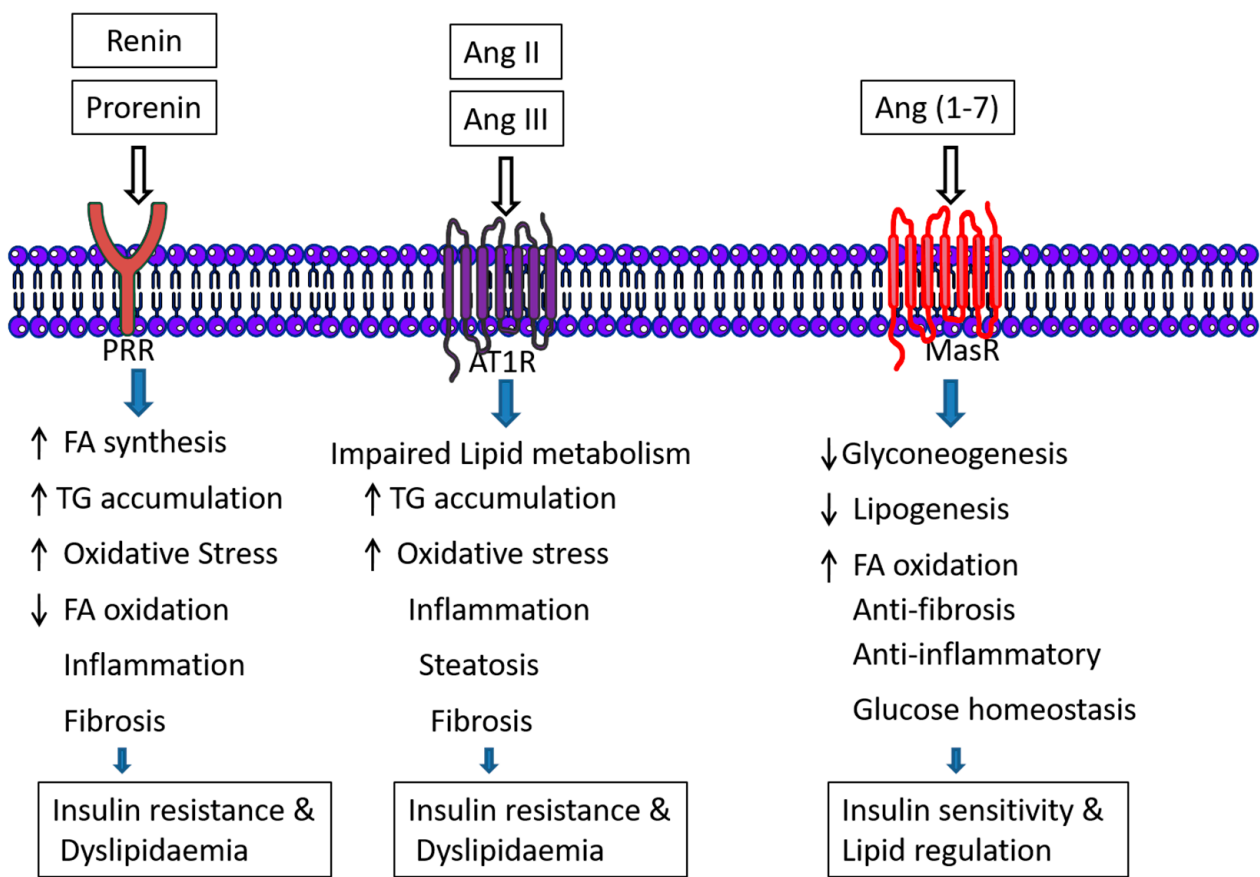 Renin
Prorenin
PRR
↑ FA synthesis
↑ TG accumulation
↑ Oxidative Stress
↓ FA oxidation
Inflammation
Fibrosis
Insulin resistance &
Dyslipidaemia
Ang II
Ang III
AT1R
Impaired Lipid metabolism
↑ TG accumulation
↑ Oxidative stress
Inflammation
Steatosis
Fibrosis
Insulin resistance &
Dyslipidaemia
Ang (1-7)
MasR
↓ Glyconeogenesis
↓ Lipogenesis
↑ FA oxidation
Anti-fibrosis
Anti-inflammatory
Glucose homeostasis
Insulin sensitivity &
Lipid regulation